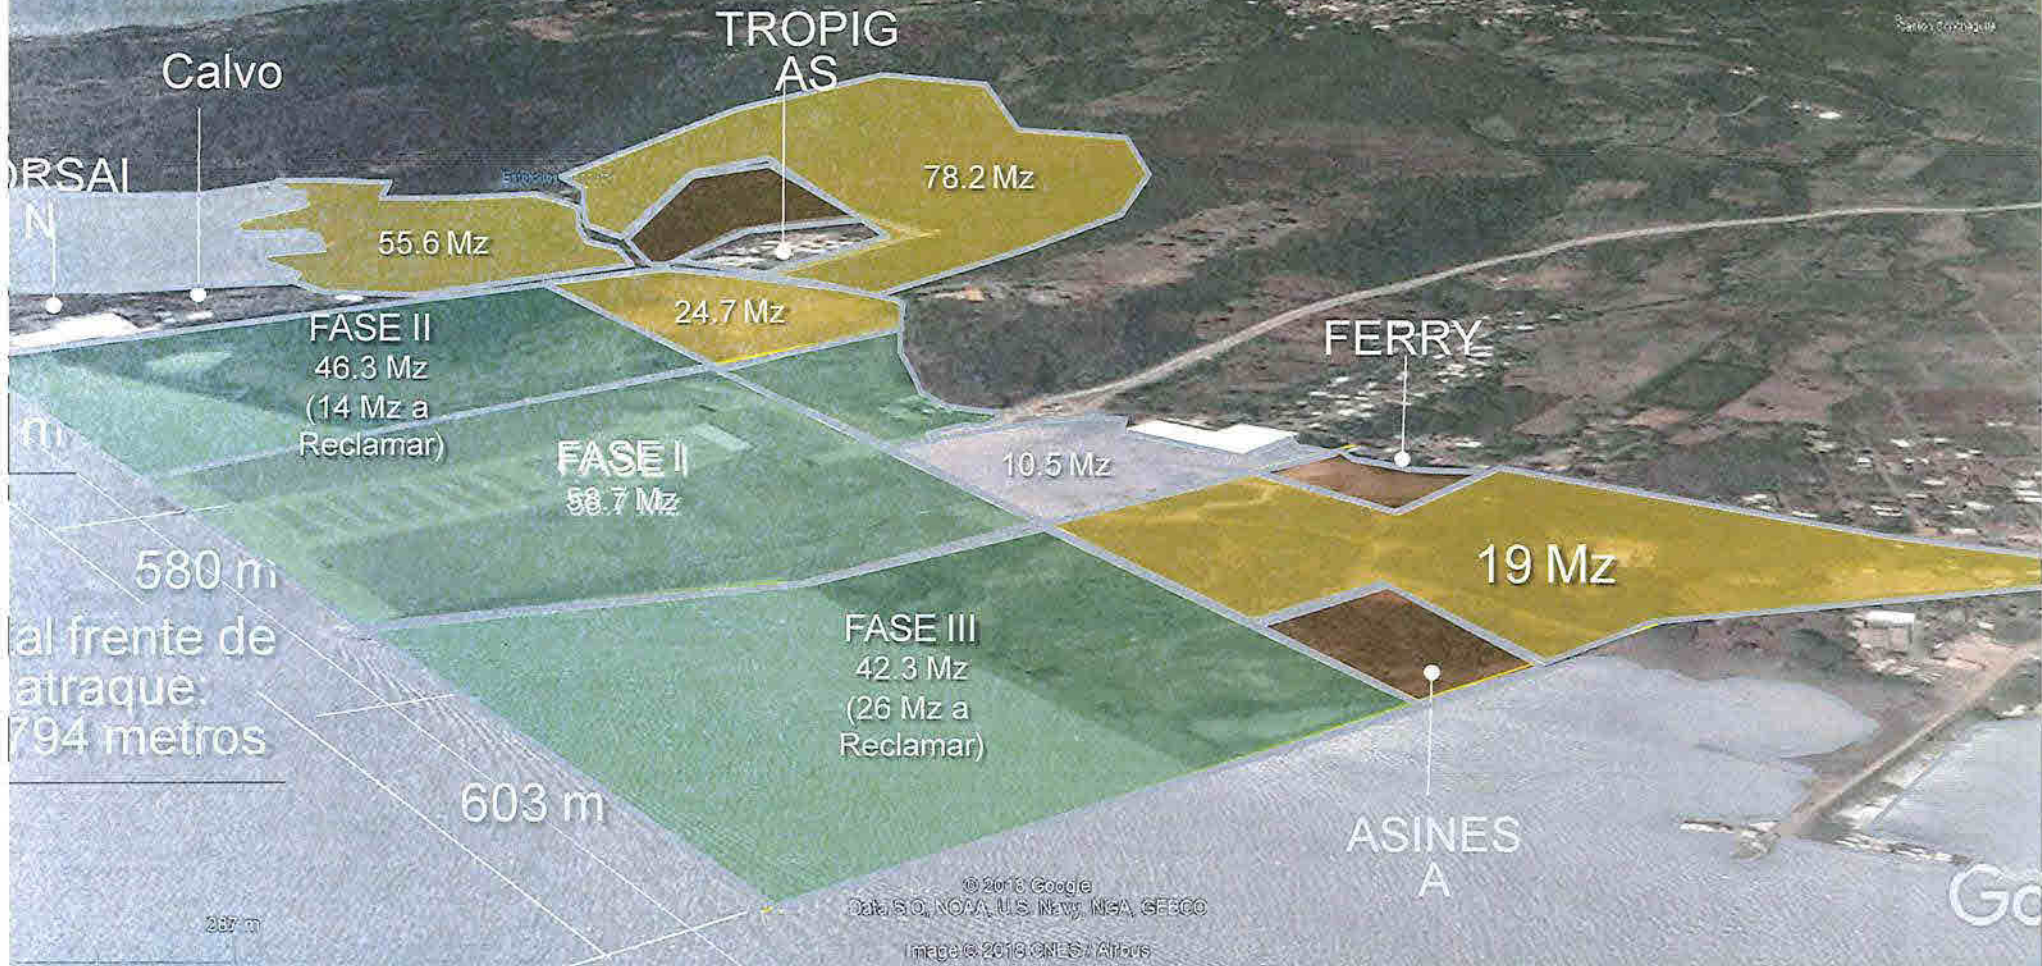 TROPIG
AS
Calvo
ORSAI
N
78.2 Mz
55.6 Mz
24.7 Mz
FASE II
46.3 Mz
(14 Mz a
Reclamar)
FERRY
m
FASE I
58.7 Mz
10.5 Mz
580 m
19 Mz
al frente de
atraque:
794 metros
FASE III
42.3 Mz
(26 Mz a
Reclamar)
603 m
ASINES
A
© 2018 Google
Data SIO, NOAA, U.S. Navy, NGA, GEBCO
Image © 2018 CNES / Airbus
287 m
Go